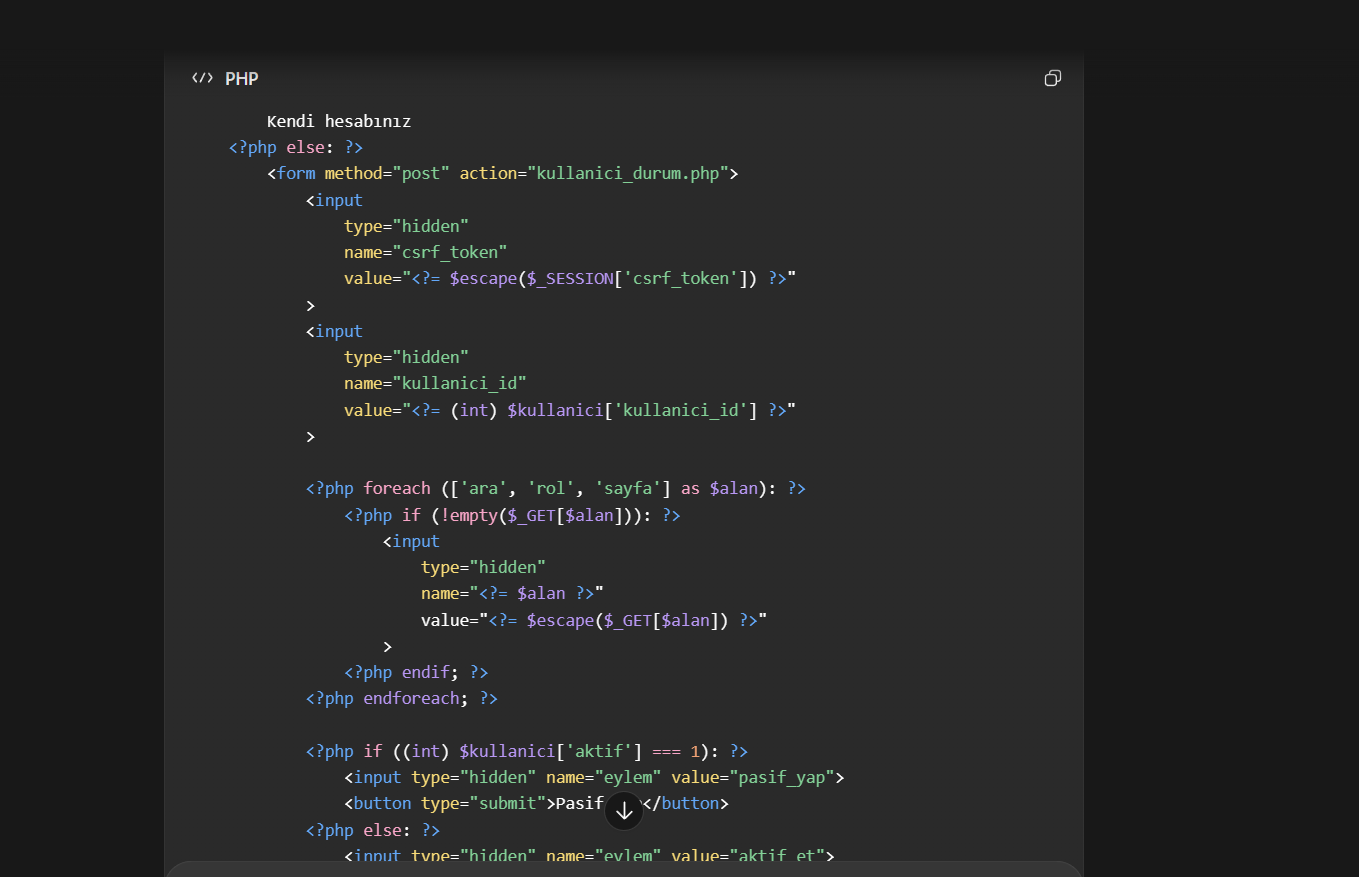 </> PHP
Kendi hesabınız
<?php else: ?>
<form method="post" action="kullanici_durum.php">
<input
type="hidden"
name="csrf_token"
value="<?= $escape($_SESSION['csrf_token']) ?>"
>
<input
type="hidden"
name="kullanici_id"
value="<?= (int) $kullanici['kullanici_id'] ?>"
>
<?php foreach (['ara', 'rol', 'sayfa'] as $alan): ?>
<?php if (!empty($_GET[$alan])): ?>
<input
type="hidden"
name="<?= $alan ?>"
value="<?= $escape($_GET[$alan]) ?>"
>
<?php endif; ?>
<?php endforeach; ?>
<?php if ((int) $kullanici['aktif'] === 1): ?>
<input type="hidden" name="eylem" value="pasif_yap">
<button type="submit">Pasif </button>
<?php else: ?>
<input type="hidden" name="eylem" value="aktif_et">